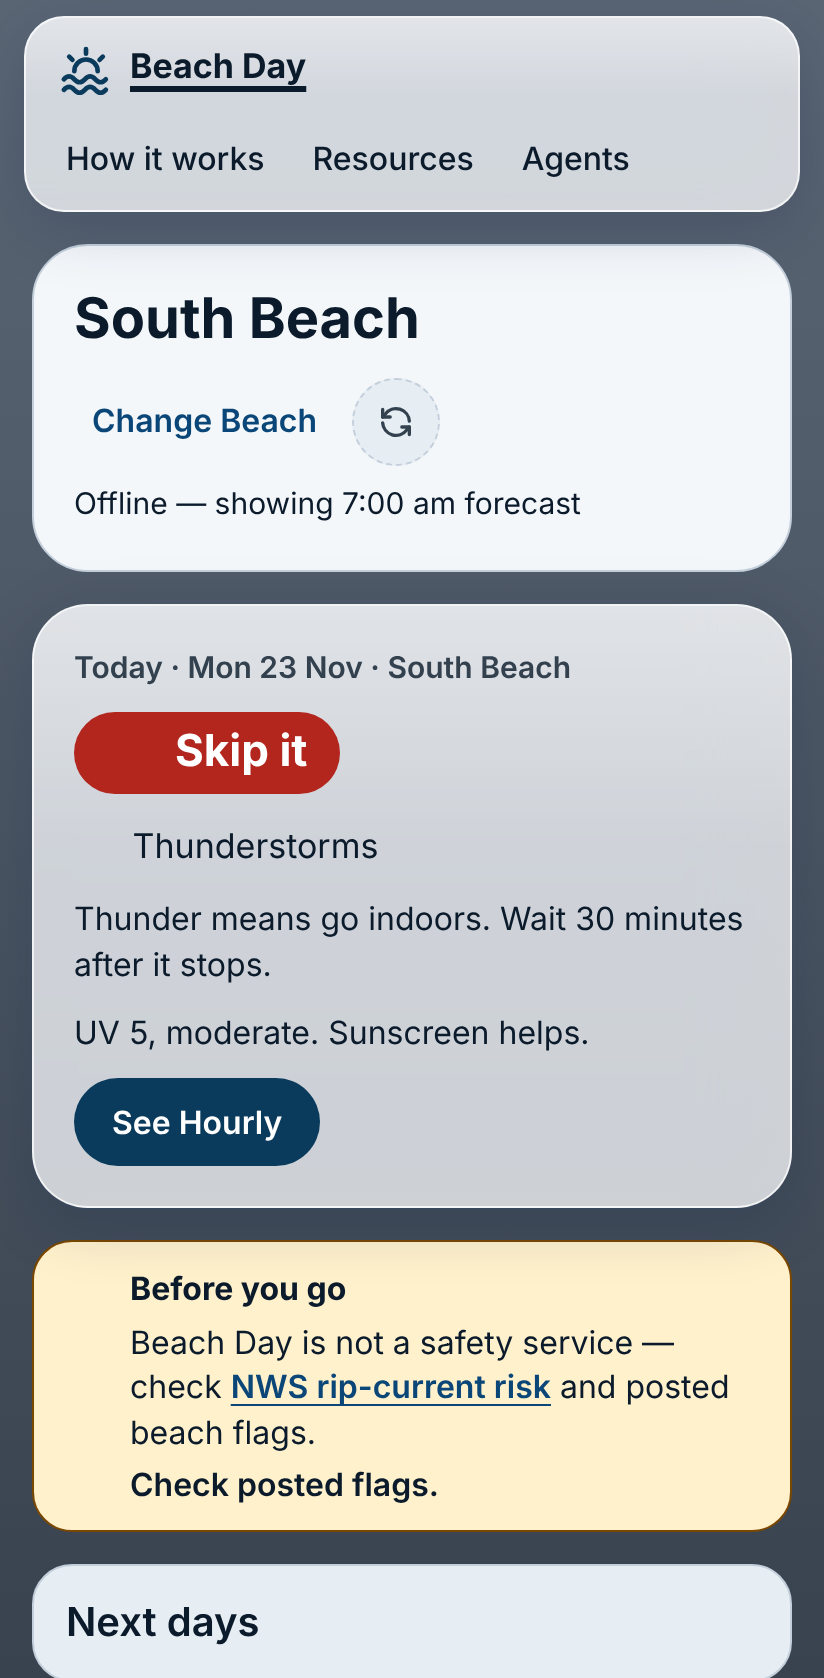 Beach Day
How it works Resources Agents
South Beach
Change Beach
Offline — showing 7:00 am forecast
Today · Mon 23 Nov · South Beach
Skip it
Thunderstorms
Thunder means go indoors. Wait 30 minutes
after it stops.
UV 5, moderate. Sunscreen helps.
See Hourly
Before you go
Beach Day is not a safety service —
check NWS rip-current risk and posted
beach flags.
Check posted flags.
Next days